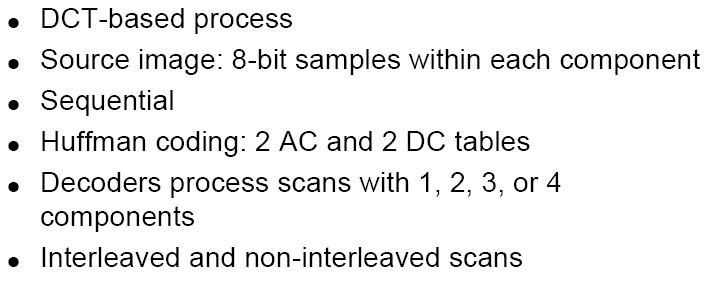 • DCT-based process
• Source image: 8-bit samples within each component
• Sequential
• Huffman coding: 2 AC and 2 DC tables
• Decoders process scans with 1, 2, 3, or 4
components
• Interleaved and non-interleaved scans